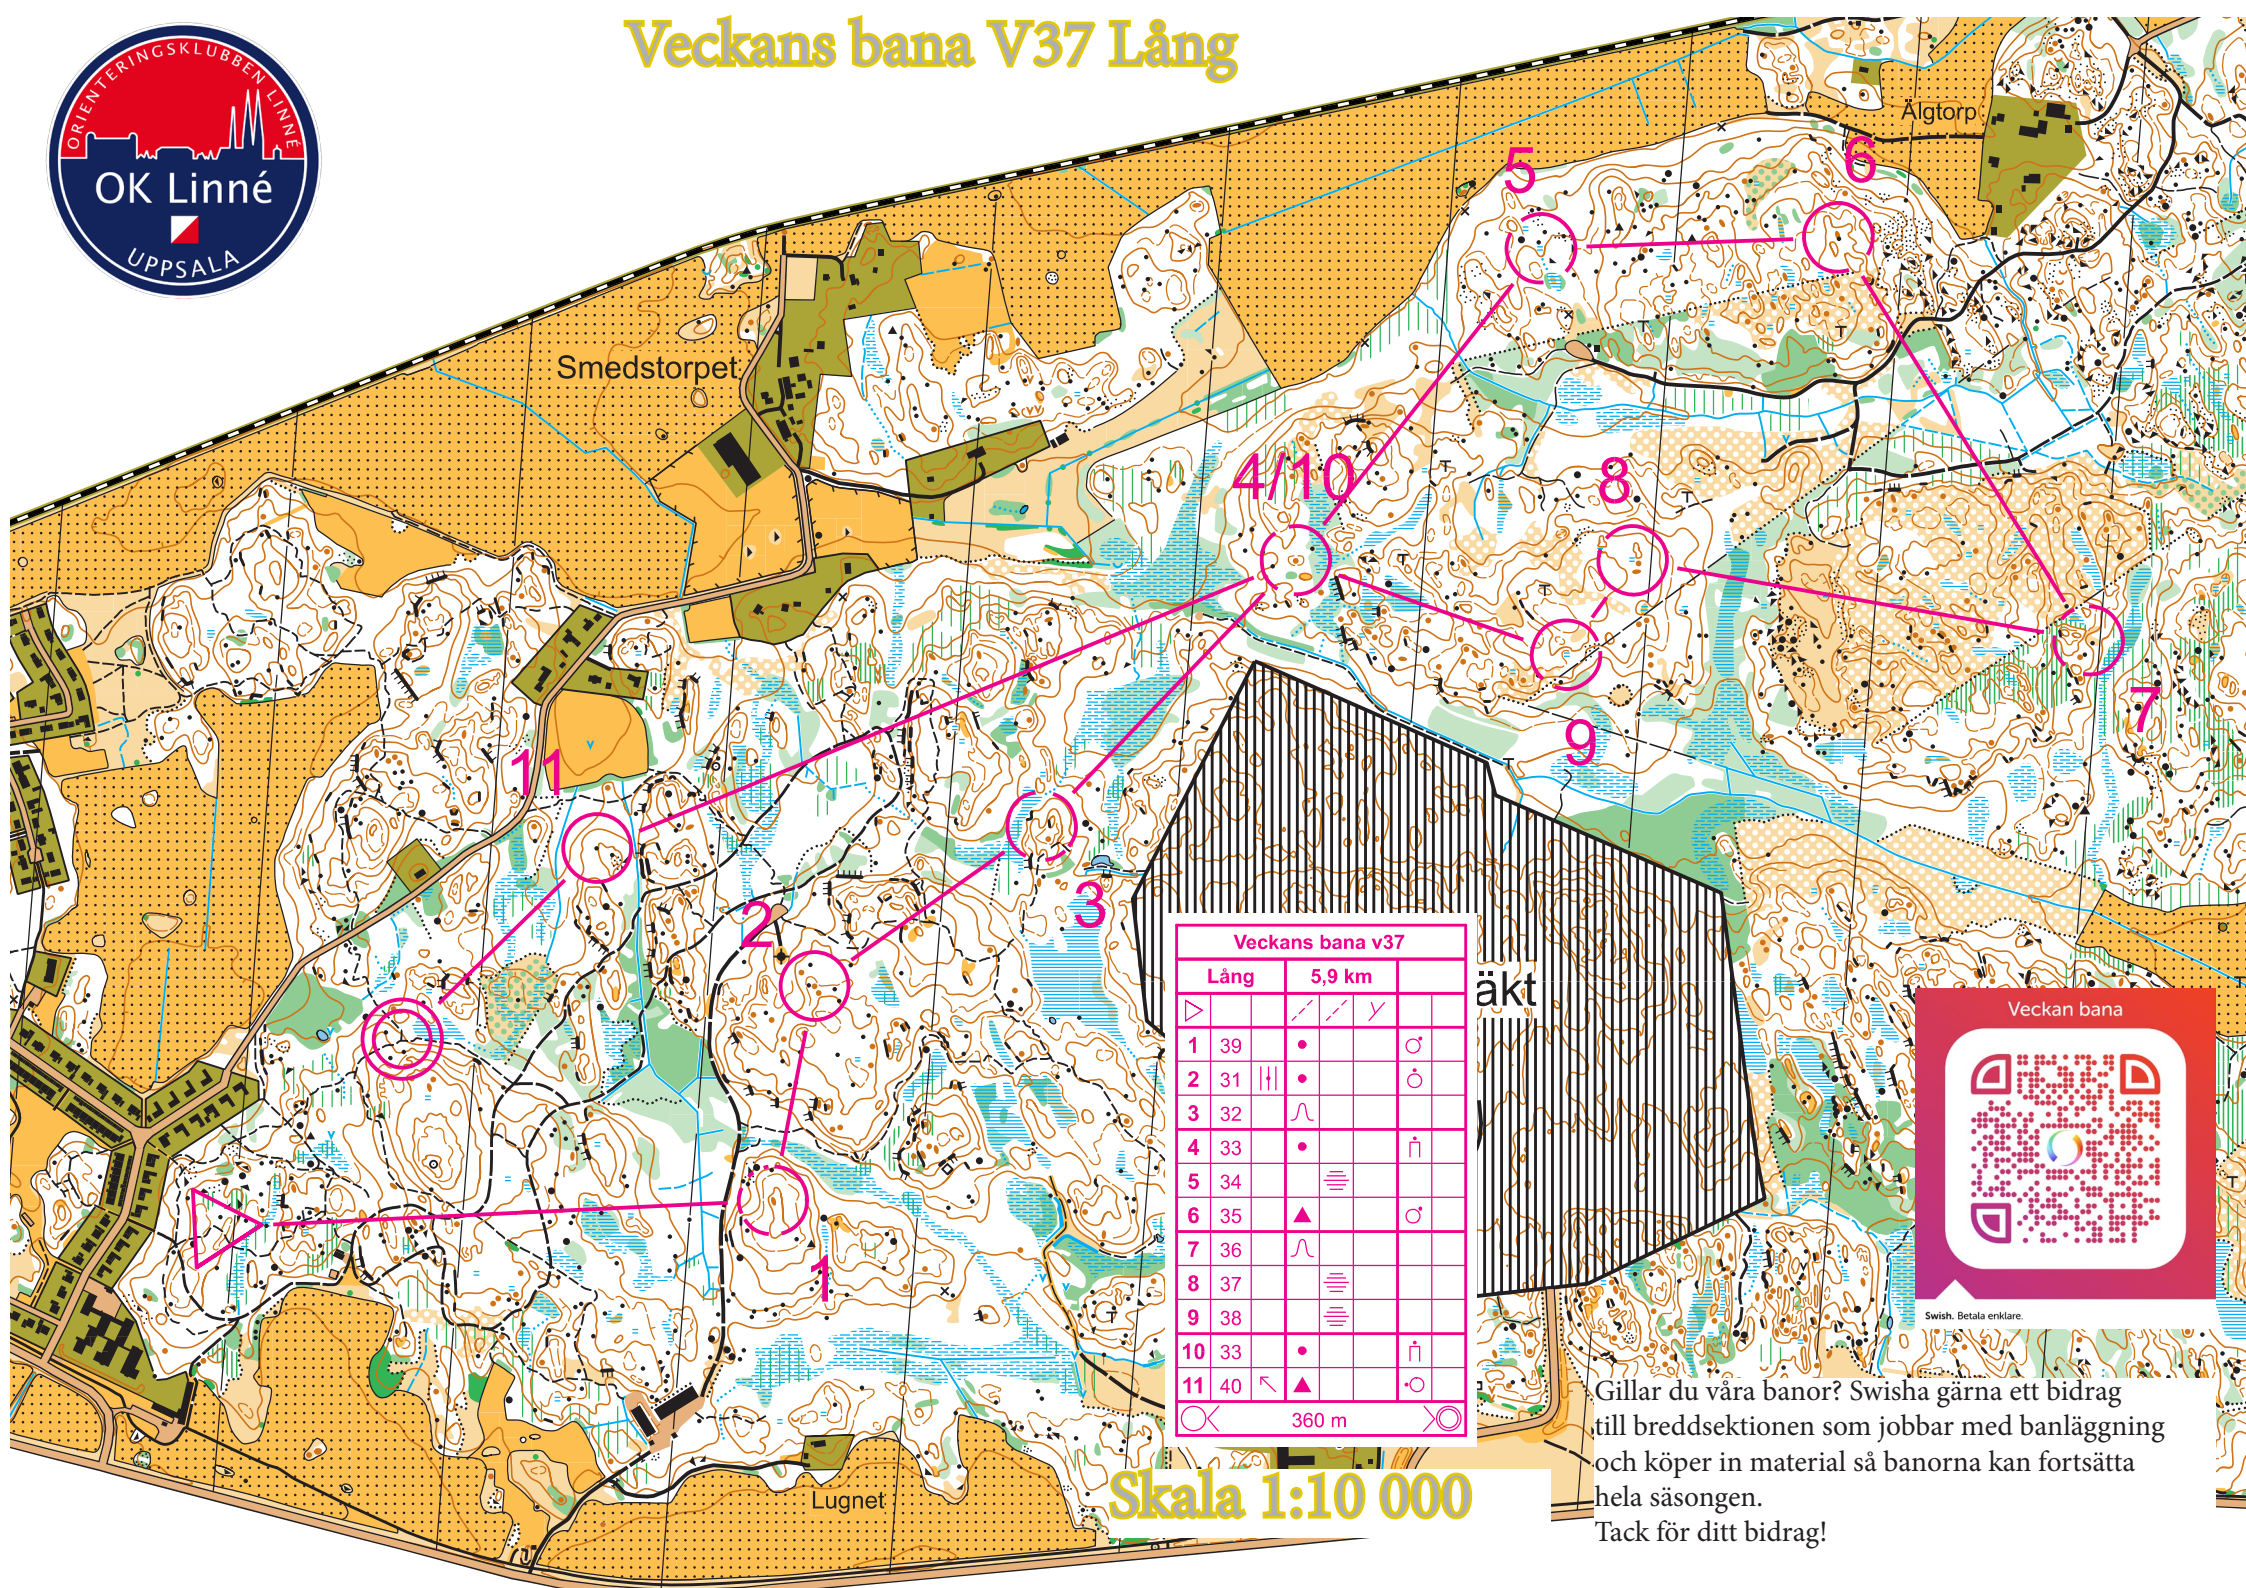 Veckans bana V37 Lång
ORIENTERINGSKLUBBEN LINNÉ
OK Linné
UPPSALA
Älgtorp
Smedstorpet
5
6
4/10
8
7
9
11
2
3
1
äkt
Lugnet
Veckans bana v37
Lång 5,9 km
1 39
2 31
3 32
4 33
5 34
6 35
7 36
8 37
9 38
10 33
11 40
360 m
Veckan bana
Swish. Betala enklare.
Skala 1:10 000
Gillar du våra banor? Swisha gärna ett bidrag
till breddsektionen som jobbar med banläggning
och köper in material så banorna kan fortsätta
hela säsongen.
Tack för ditt bidrag!